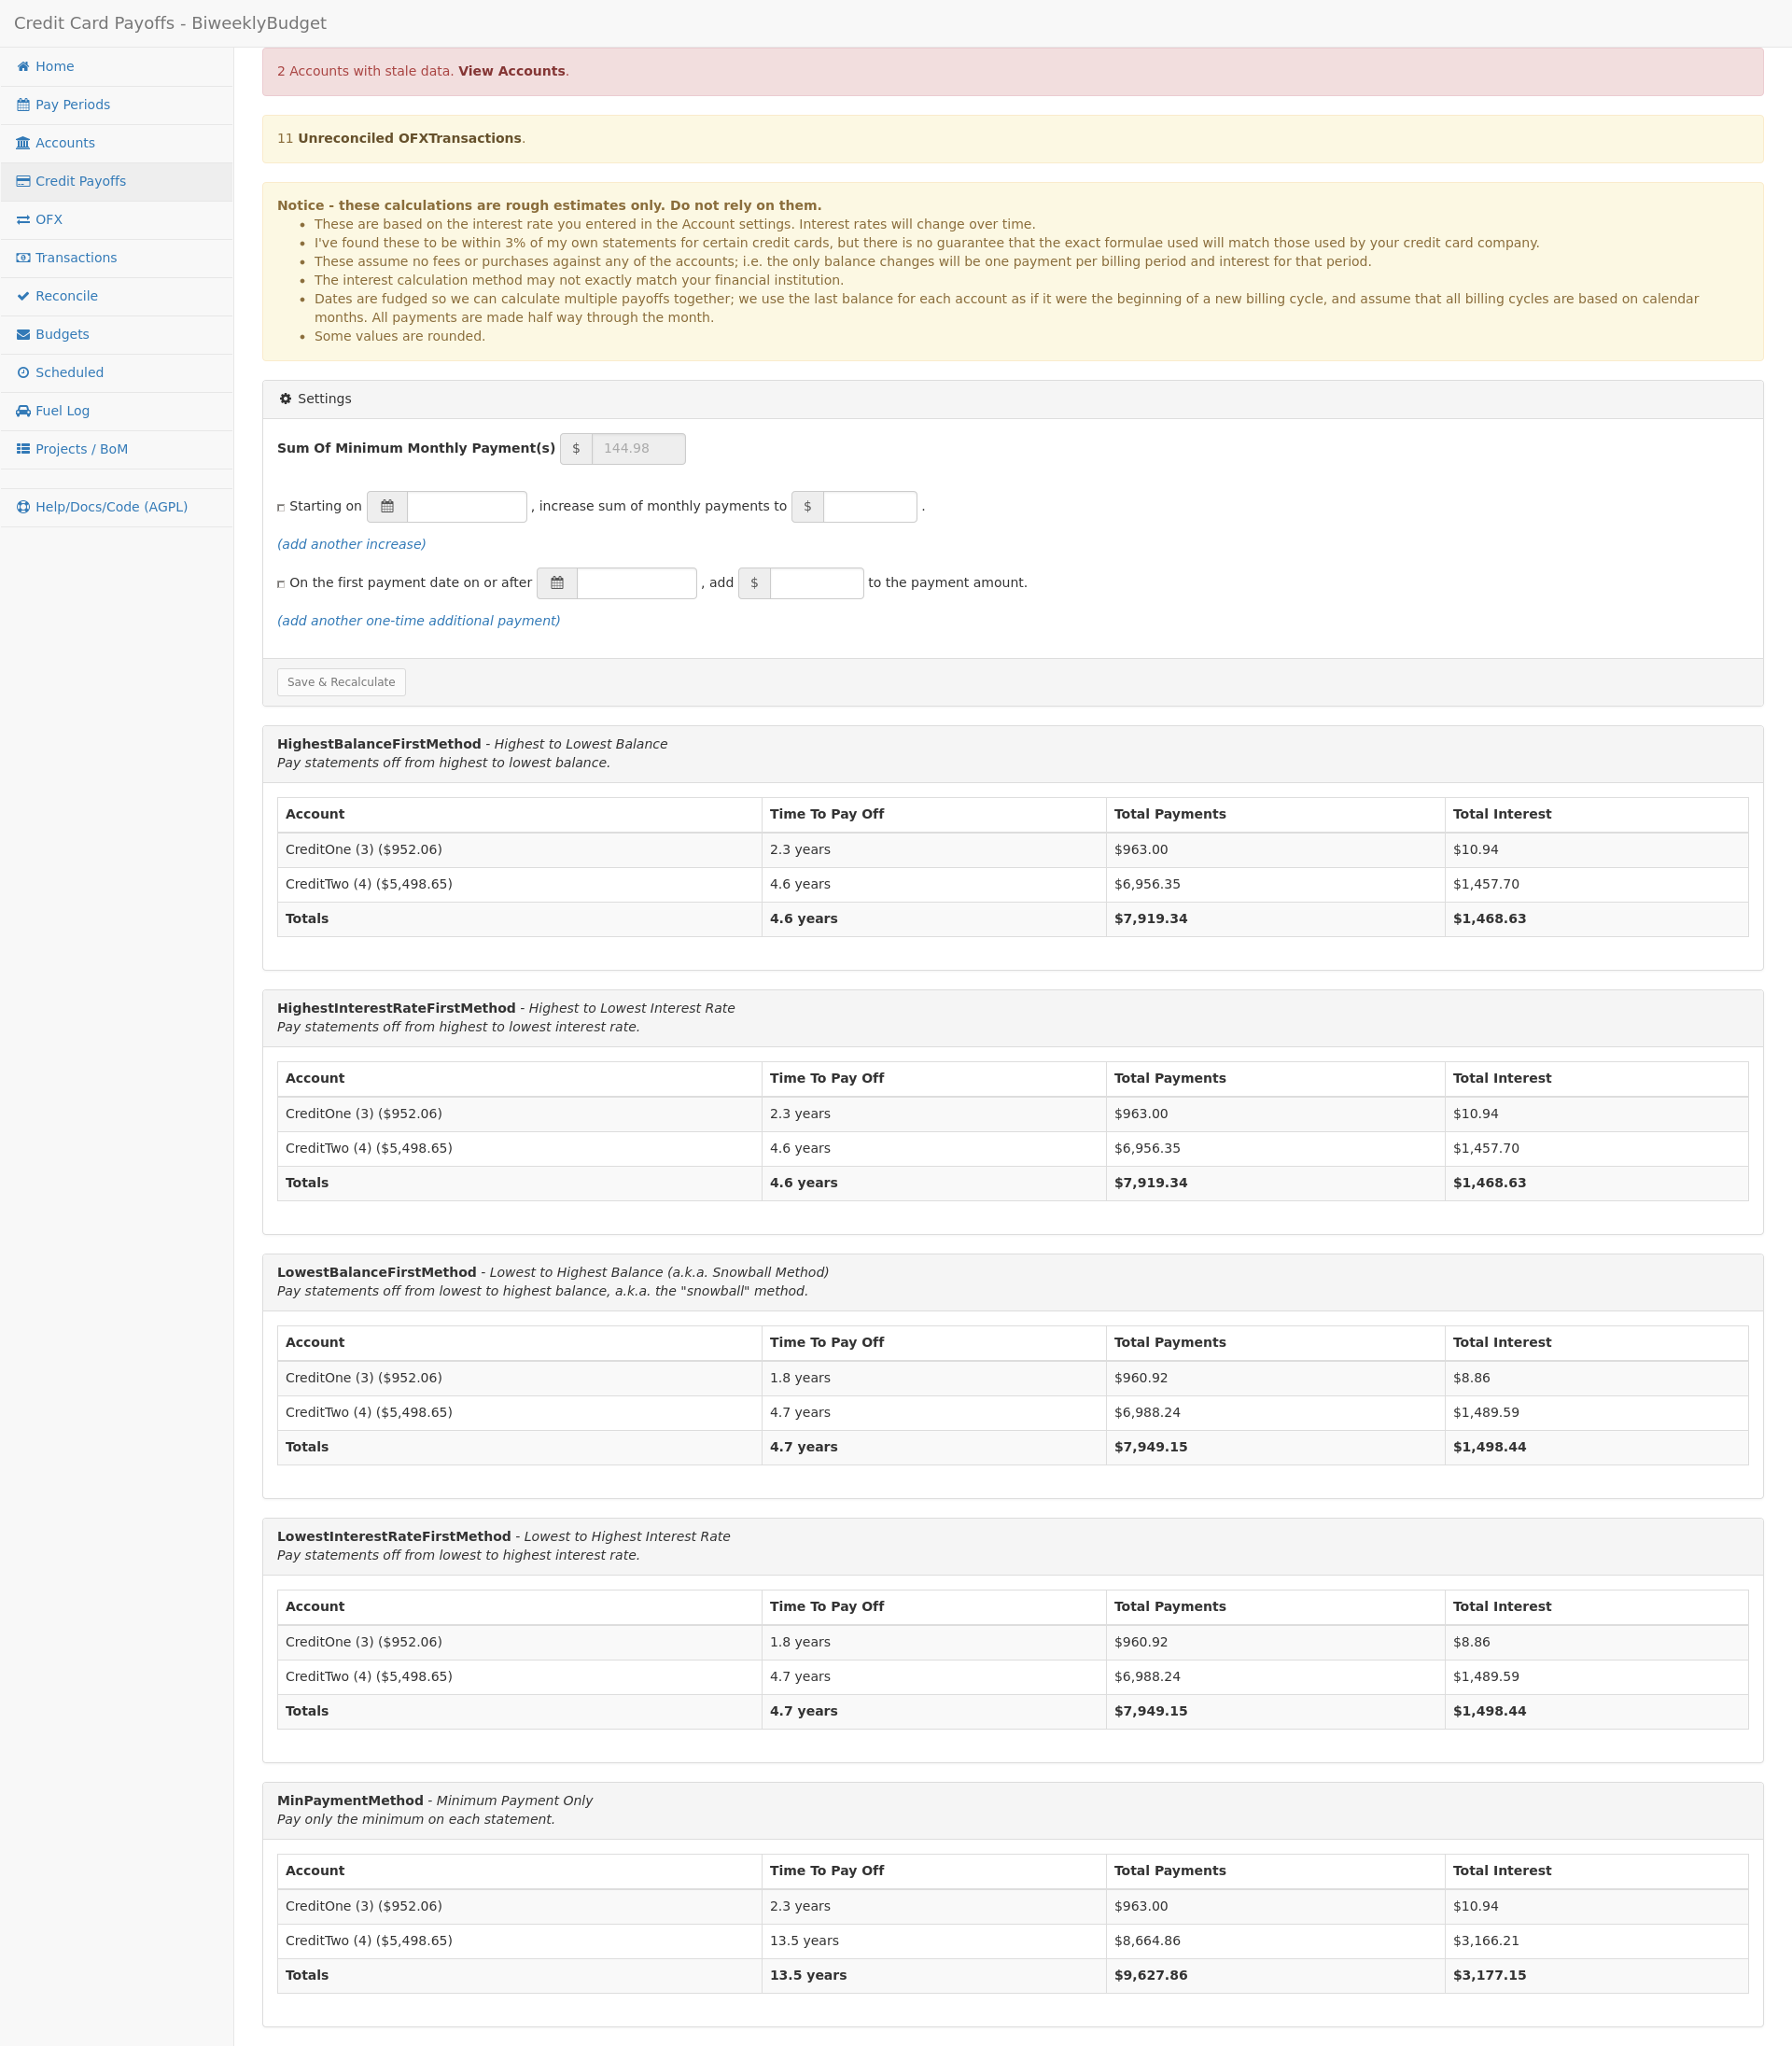 Credit Card Payoffs - BiweeklyBudget
Home
Pay Periods
Accounts
Credit Payoffs
OFX
Transactions
Reconcile
Budgets
Scheduled
Fuel Log
Projects / BoM
Help/Docs/Code (AGPL)
2 Accounts with stale data. View Accounts.
11 Unreconciled OFXTransactions.
Notice - these calculations are rough estimates only. Do not rely on them.
• These are based on the interest rate you entered in the Account settings. Interest rates will change over time.
• I've found these to be within 3% of my own statements for certain credit cards, but there is no guarantee that the exact formulae used will match those used by your credit card company.
• These assume no fees or purchases against any of the accounts; i.e. the only balance changes will be one payment per billing period and interest for that period.
• The interest calculation method may not exactly match your financial institution.
• Dates are fudged so we can calculate multiple payoffs together; we use the last balance for each account as if it were the beginning of a new billing cycle, and assume that all billing cycles are based on calendar
months. All payments are made half way through the month.
• Some values are rounded.
Settings
Sum Of Minimum Monthly Payment(s) $ 144.98
Starting on , increase sum of monthly payments to $ .
(add another increase)
On the first payment date on or after , add $ to the payment amount.
(add another one-time additional payment)
Save & Recalculate
HighestBalanceFirstMethod - Highest to Lowest Balance
Pay statements off from highest to lowest balance.
Account Time To Pay Off Total Payments Total Interest
CreditOne (3) ($952.06) 2.3 years $963.00 $10.94
CreditTwo (4) ($5,498.65) 4.6 years $6,956.35 $1,457.70
Totals 4.6 years $7,919.34 $1,468.63
HighestInterestRateFirstMethod - Highest to Lowest Interest Rate
Pay statements off from highest to lowest interest rate.
Account Time To Pay Off Total Payments Total Interest
CreditOne (3) ($952.06) 2.3 years $963.00 $10.94
CreditTwo (4) ($5,498.65) 4.6 years $6,956.35 $1,457.70
Totals 4.6 years $7,919.34 $1,468.63
LowestBalanceFirstMethod - Lowest to Highest Balance (a.k.a. Snowball Method)
Pay statements off from lowest to highest balance, a.k.a. the "snowball" method.
Account Time To Pay Off Total Payments Total Interest
CreditOne (3) ($952.06) 1.8 years $960.92 $8.86
CreditTwo (4) ($5,498.65) 4.7 years $6,988.24 $1,489.59
Totals 4.7 years $7,949.15 $1,498.44
LowestInterestRateFirstMethod - Lowest to Highest Interest Rate
Pay statements off from lowest to highest interest rate.
Account Time To Pay Off Total Payments Total Interest
CreditOne (3) ($952.06) 1.8 years $960.92 $8.86
CreditTwo (4) ($5,498.65) 4.7 years $6,988.24 $1,489.59
Totals 4.7 years $7,949.15 $1,498.44
MinPaymentMethod - Minimum Payment Only
Pay only the minimum on each statement.
Account Time To Pay Off Total Payments Total Interest
CreditOne (3) ($952.06) 2.3 years $963.00 $10.94
CreditTwo (4) ($5,498.65) 13.5 years $8,664.86 $3,166.21
Totals 13.5 years $9,627.86 $3,177.15